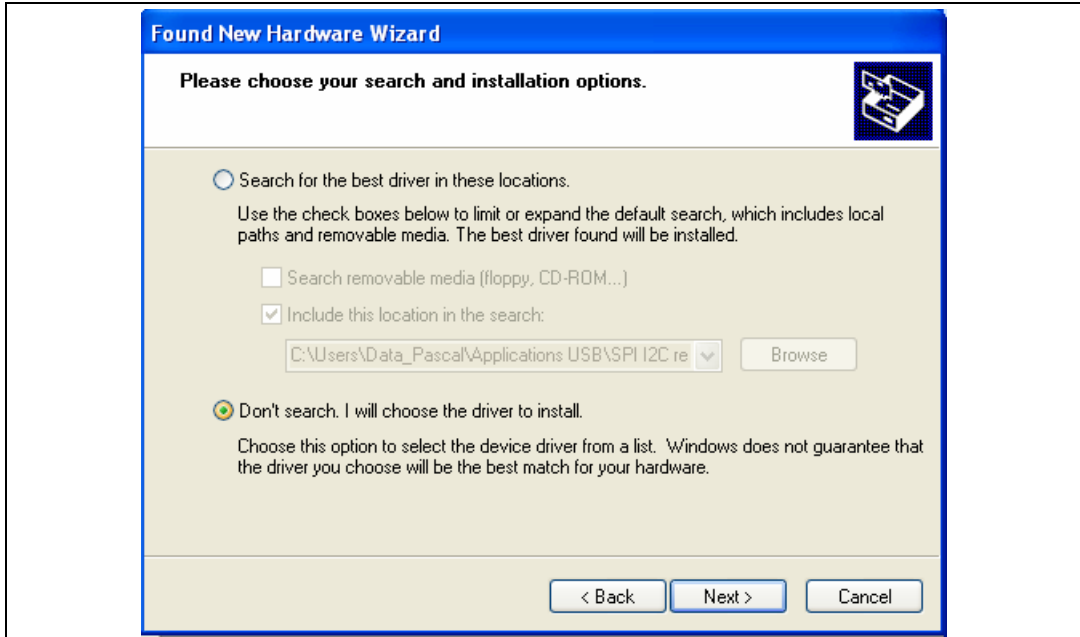 Found New Hardware Wizard
Please choose your search and installation options.
Search for the best driver in these locations.
Use the check boxes below to limit or expand the default search, which includes local
paths and removable media. The best driver found will be installed.
Search removable media (floppy, CD-ROM...)
Include this location in the search:
C:\Users\Data_Pascal\Applications USB\SPI I2C re
Browse
Don't search. I will choose the driver to install.
Choose this option to select the device driver from a list. Windows does not guarantee that
the driver you choose will be the best match for your hardware.
< Back Next > Cancel